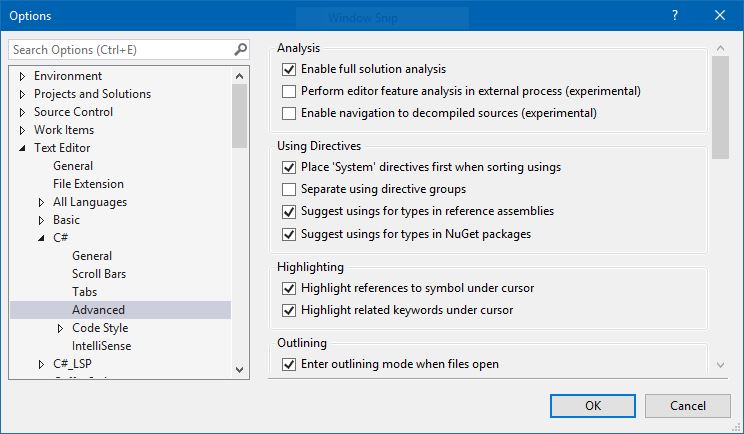 Options
Window Snip
?
Search Options (Ctrl+E)
Environment
Projects and Solutions
Source Control
Work Items
Text Editor
General
File Extension
All Languages
Basic
C#
General
Scroll Bars
Tabs
Advanced
Code Style
IntelliSense
C#_LSP
Analysis
Enable full solution analysis
Perform editor feature analysis in external process (experimental)
Enable navigation to decompiled sources (experimental)
Using Directives
Place 'System' directives first when sorting usings
Separate using directive groups
Suggest usings for types in reference assemblies
Suggest usings for types in NuGet packages
Highlighting
Highlight references to symbol under cursor
Highlight related keywords under cursor
Outlining
Enter outlining mode when files open
OK
Cancel